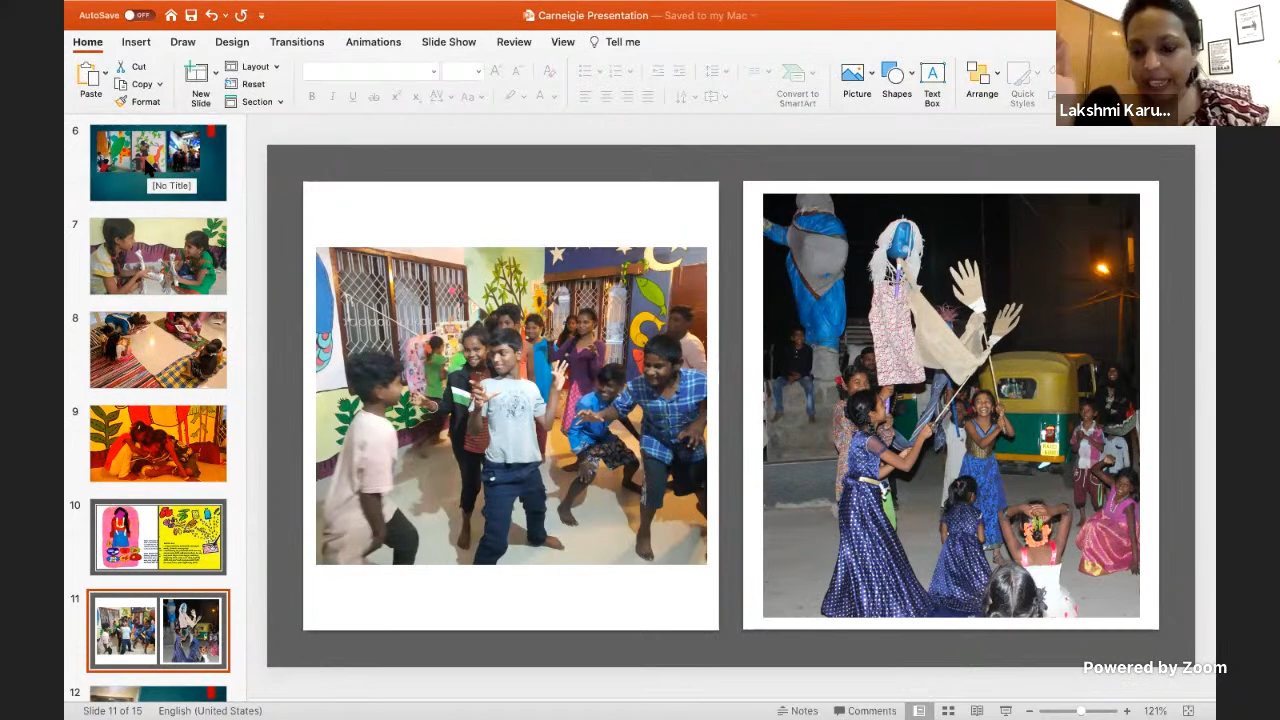 AutoSave OFF
Carneigie Presentation — Saved to my Mac
Home Insert Draw Design Transitions Animations Slide Show Review View Tell me
Paste
Cut
Copy
Format
New
Slide
Layout
Reset
Section
Convert to
SmartArt
Picture
Shapes
Text
Box
Arrange
Quick
Styles
Lakshmi Karu...
6
[No Title]
7
8
9
10
11
12
Powered by Zoom
Slide 11 of 15 English (United States) Notes Comments 121%